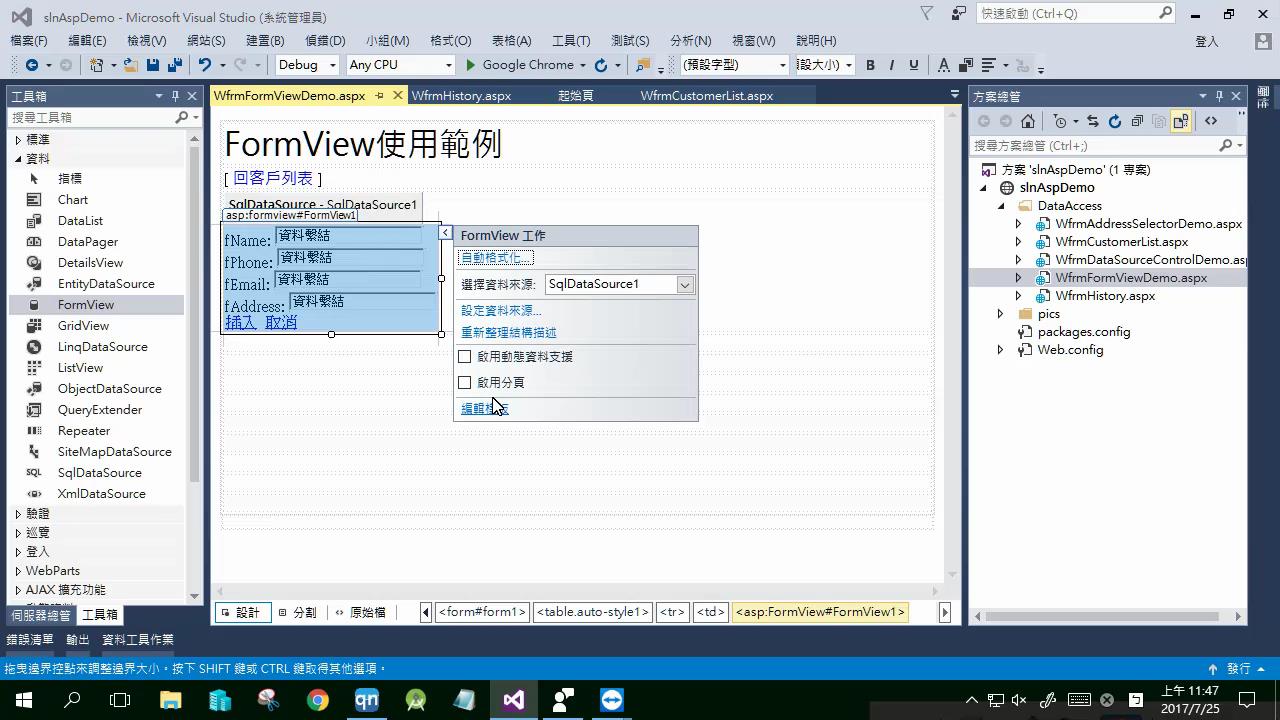 slnAspDemo - Microsoft Visual Studio (系統管理員)
快速啟動 (Ctrl+Q)
檔案(F) 編輯(E) 檢視(V) 網站(S) 建置(B) 偵錯(D) 小組(M) 格式(O) 表格(A) 工具(T) 測試(S) 分析(N) 視窗(W) 說明(H) 登入
Debug Any CPU Google Chrome (預設字型) B I U A
工具箱
搜尋工具箱
標準
資料
指標
Chart
DataList
DataPager
DetailsView
EntityDataSource
FormView
GridView
LinqDataSource
ListView
ObjectDataSource
QueryExtender
Repeater
SiteMapDataSource
SQL SqlDataSource
XmlDataSource
驗證
巡覽
登入
WebParts
AJAX 擴充功能
伺服器總管 工具箱
WfrmFormViewDemo.aspx WfrmHistory.aspx 起始頁 WfrmCustomerList.aspx
FormView使用範例
[ 回客戶列表 ]
SqlDataSource - SqlDataSource1
asp:formview#FormView1
fName: 資料繫結
fPhone: 資料繫結
fEmail: 資料繫結
fAddress: 資料繫結
插入 取消
FormView 工作
自動格式化...
選擇資料來源: SqlDataSource1
設定資料來源...
重新整理結構描述
啟用動態資料支援
啟用分頁
設計 分割 原始檔 <form#form1> <table.auto-style1> <tr> <td> <asp:FormView#FormView1>
方案總管
搜尋方案總管 (Ctrl+;)
方案 'slnAspDemo' (1 專案)
slnAspDemo
DataAccess
WfrmAddressSelectorDemo.aspx
WfrmCustomerList.aspx
WfrmDataSourceControlDemo.as
WfrmFormViewDemo.aspx
WfrmHistory.aspx
pics
packages.config
Web.config
錯誤清單 輸出 資料工具作業
拖曳邊界控點來調整邊界大小。按下 SHIFT 鍵或 CTRL 鍵取得其他選項。 發行
qn
上午 11:47
2017/7/25